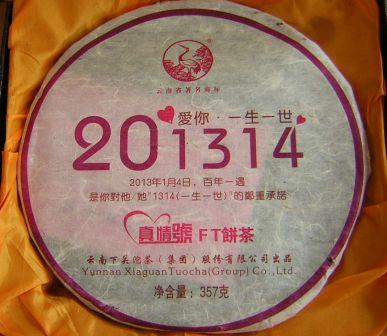 ®
云南省著名商标
愛你·一生一世
201314
2013年1月4日，百年一遇
是你對他/她"1314(一生一世)"的鄭重承諾
真情號 FT餅茶
云南下关沱茶（集团）股份有限公司出品
Yunnan XiaguanTuocha(Group) Co.,Ltd.
净含量：357克